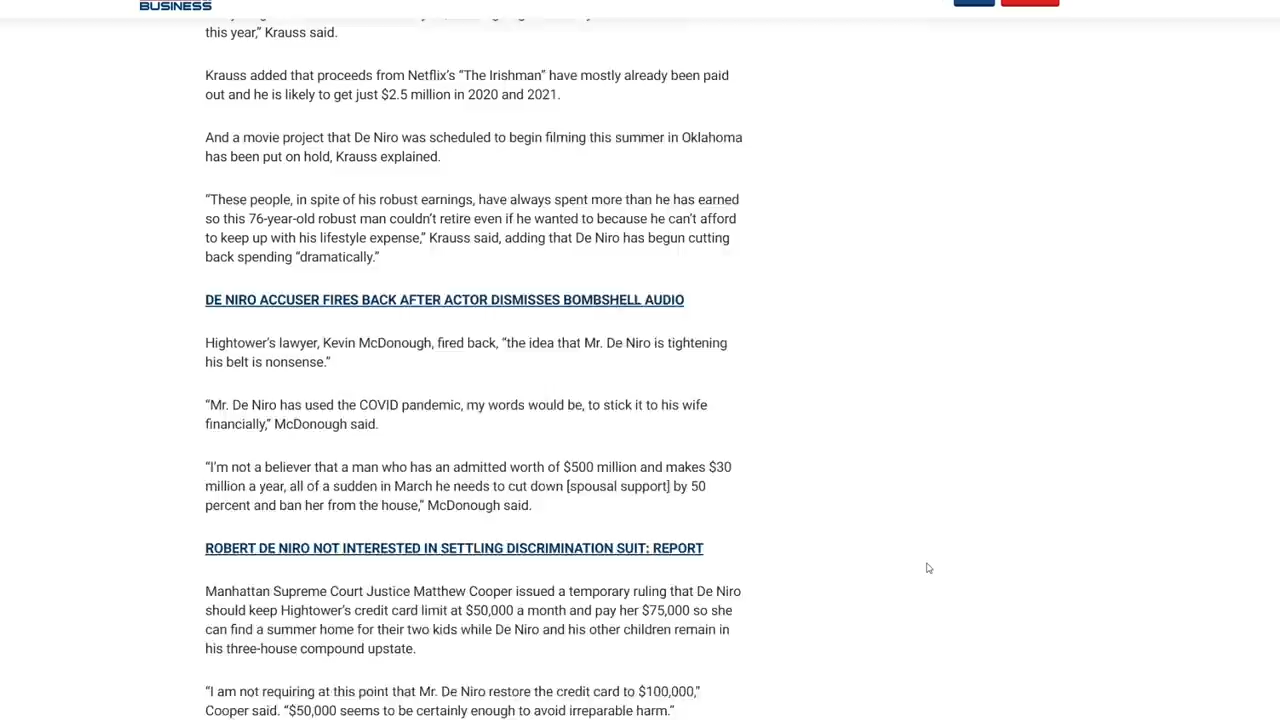 BUSINESS
this year,” Krauss said.
Krauss added that proceeds from Netflix’s “The Irishman” have mostly already been paid
out and he is likely to get just $2.5 million in 2020 and 2021.
And a movie project that De Niro was scheduled to begin filming this summer in Oklahoma
has been put on hold, Krauss explained.
“These people, in spite of his robust earnings, have always spent more than he has earned
so this 76-year-old robust man couldn’t retire even if he wanted to because he can’t afford
to keep up with his lifestyle expense,” Krauss said, adding that De Niro has begun cutting
back spending “dramatically.”
DE NIRO ACCUSER FIRES BACK AFTER ACTOR DISMISSES BOMBSHELL AUDIO
Hightower’s lawyer, Kevin McDonough, fired back, “the idea that Mr. De Niro is tightening
his belt is nonsense.”
“Mr. De Niro has used the COVID pandemic, my words would be, to stick it to his wife
financially,” McDonough said.
“I’m not a believer that a man who has an admitted worth of $500 million and makes $30
million a year, all of a sudden in March he needs to cut down [spousal support] by 50
percent and ban her from the house,” McDonough said.
ROBERT DE NIRO NOT INTERESTED IN SETTLING DISCRIMINATION SUIT: REPORT
Manhattan Supreme Court Justice Matthew Cooper issued a temporary ruling that De Niro
should keep Hightower’s credit card limit at $50,000 a month and pay her $75,000 so she
can find a summer home for their two kids while De Niro and his other children remain in
his three-house compound upstate.
“I am not requiring at this point that Mr. De Niro restore the credit card to $100,000,”
Cooper said. “$50,000 seems to be certainly enough to avoid irreparable harm.”